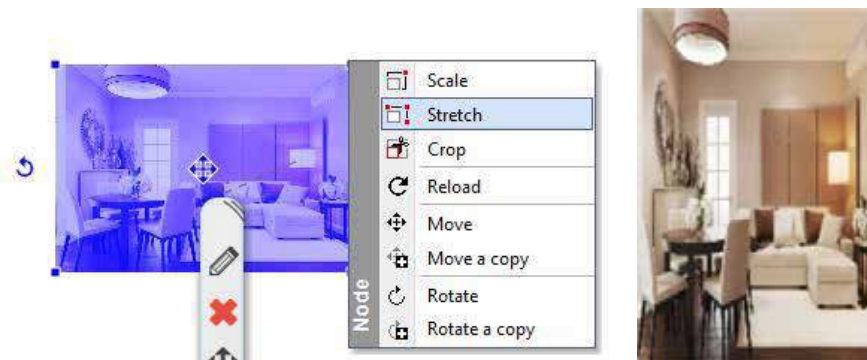 Scale
Stretch
Crop
Reload
Move
Move a copy
Rotate
Rotate a copy
Node